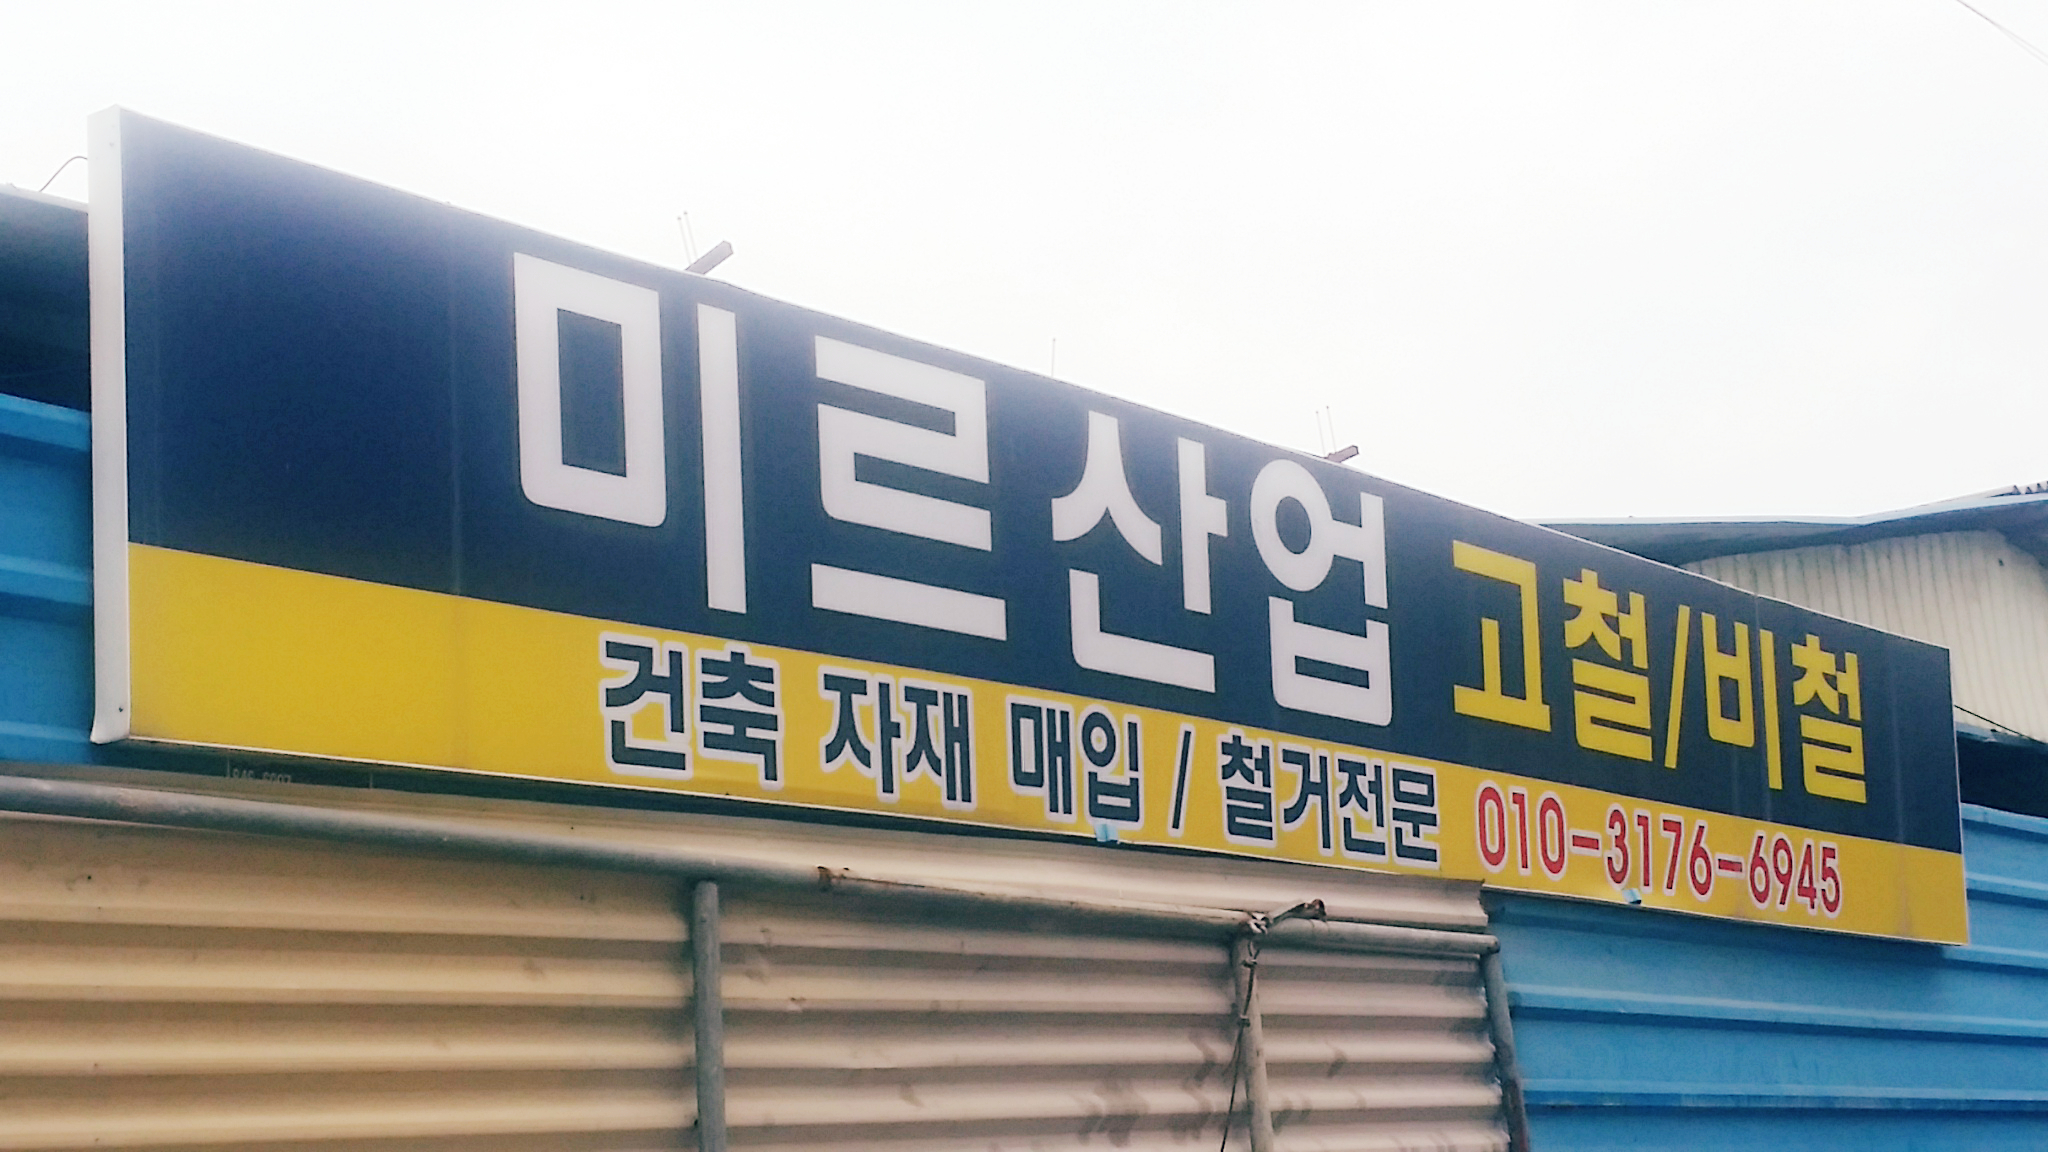 미르산업 고철/비철
건축 자재 매입 / 철거전문 010-3176-6945